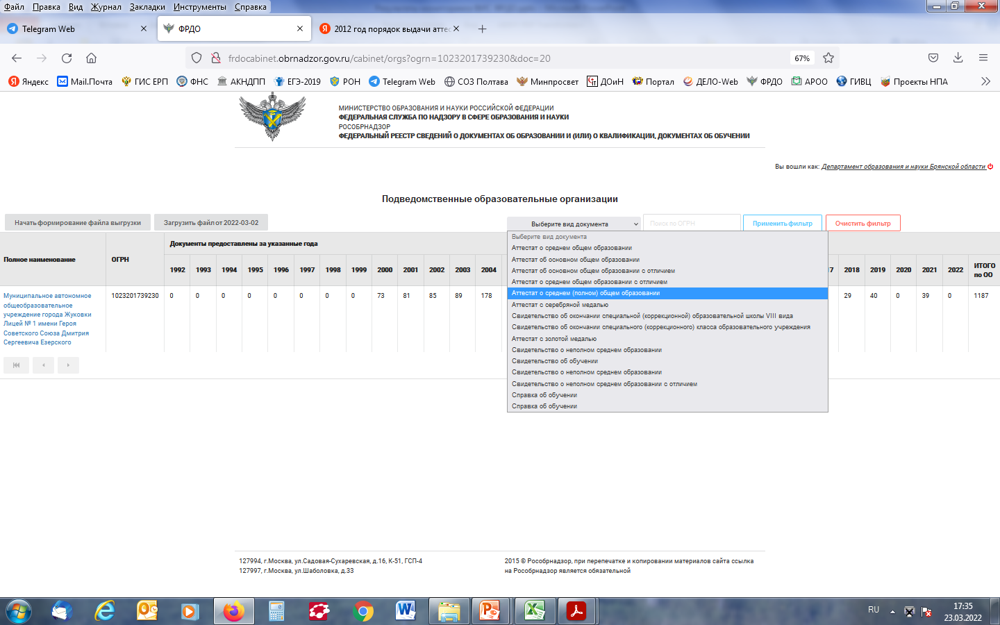 Файл Правка Вид Журнал Закладки Инструменты Справка
Telegram Web
ФРДО
2012 год порядок выдачи аттес
frdocabinet.obrnadzor.gov.ru/cabinet/orgs?ogrn=1023201739230&doc=20
67%
Яндекс Mail.Почта ГИС ЕРП ФНС АКНДПП ЕГЭ-2019 РОН Telegram Web СОЗ Полтава Минпросвет ДОиН Портал ДЕЛО-Web ФРДО АРОО ГИВЦ Проекты НПА
МИНИСТЕРСТВО ОБРАЗОВАНИЯ И НАУКИ РОССИЙСКОЙ ФЕДЕРАЦИИ
ФЕДЕРАЛЬНАЯ СЛУЖБА ПО НАДЗОРУ В СФЕРЕ ОБРАЗОВАНИЯ И НАУКИ
РОСОБРНАДЗОР
ФЕДЕРАЛЬНЫЙ РЕЕСТР СВЕДЕНИЙ О ДОКУМЕНТАХ ОБ ОБРАЗОВАНИИ И (ИЛИ) О КВАЛИФИКАЦИИ, ДОКУМЕНТАХ ОБ ОБУЧЕНИИ
Вы вошли как: Департамент образования и науки Брянской области
Подведомственные образовательные организации
Начать формирование файла выгрузки
Загрузить файл от 2022-03-02
Выберите вид документа
Поиск по ОГРН
Применить фильтр
Очистить фильтр
Выберите вид документа
Аттестат о среднем общем образовании
Аттестат об основном общем образовании
Аттестат об основном общем образовании с отличием
Аттестат о среднем общем образовании с отличием
Аттестат о среднем (полном) общем образовании
Аттестат с серебряной медалью
Свидетельство об окончании специальной (коррекционной) образовательной школы VIII вида
Свидетельство об окончании специального (коррекционного) класса образовательного учреждения
Аттестат с золотой медалью
Свидетельство о неполном среднем образовании
Свидетельство об обучении
Свидетельство о неполном среднем образовании
Свидетельство о неполном среднем образовании с отличием
Справка об обучении
Справка об обучении
Полное наименование
ОГРН
Документы предоставлены за указанные года
1992 1993 1994 1995 1996 1997 1998 1999 2000 2001 2002 2003 2004 17 2018 2019 2020 2021 2022 ИТОГО
по ОО
Муниципальное автономное
общеобразовательное
учреждение города Жуковки
Лицей № 1 имени Героя
Советского Союза Дмитрия
Сергеевича Езерского
1023201739230 0 0 0 0 0 0 0 0 73 81 85 89 178 29 40 0 39 0 1187
127994, г.Москва, ул.Садовая-Сухаревская, д.16, К-51, ГСП-4
127997, г.Москва, ул.Шаболовка, д.33
2015 © Рособрнадзор, при перепечатке и копировании материалов сайта ссылка
на Рособрнадзор является обязательной
RU
17:35
23.03.2022